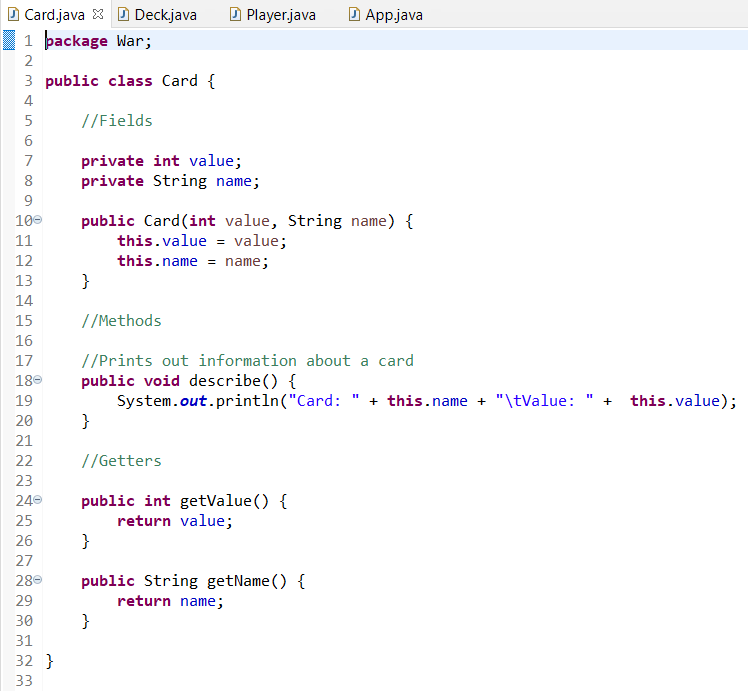 Card.java Deck.java Player.java App.java
1 package War;
2
3 public class Card {
4
5     //Fields
6
7     private int value;
8     private String name;
9
10     public Card(int value, String name) {
11         this.value = value;
12         this.name = name;
13     }
14
15     //Methods
16
17     //Prints out information about a card
18     public void describe() {
19         System.out.println("Card: " + this.name + "\tValue: " +  this.value);
20     }
21
22     //Getters
23
24     public int getValue() {
25         return value;
26     }
27
28     public String getName() {
29         return name;
30     }
31
32 }
33